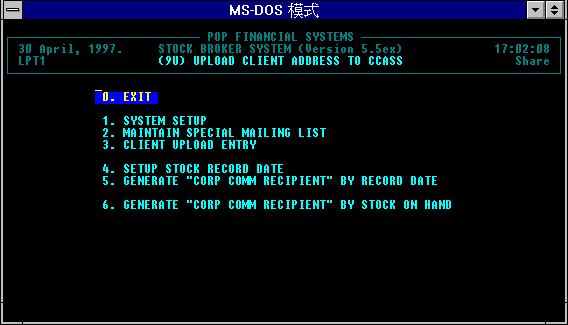 MS-DOS 模式
POP FINANCIAL SYSTEMS
30 April, 1997. STOCK BROKER SYSTEM (Version 5.5ex) 17:02:08
LPT1 (9U) UPLOAD CLIENT ADDRESS TO CCASS Share
0. EXIT
1. SYSTEM SETUP
2. MAINTAIN SPECIAL MAILING LIST
3. CLIENT UPLOAD ENTRY
4. SETUP STOCK RECORD DATE
5. GENERATE "CORP COMM RECIPIENT" BY RECORD DATE
6. GENERATE "CORP COMM RECIPIENT" BY STOCK ON HAND